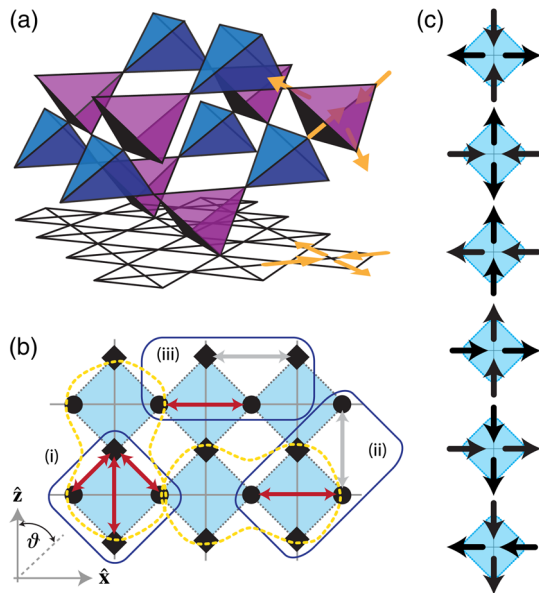 (a)
(c)
(b)
(iii)
(i)
(ii)
ẑ
ϑ
x̂